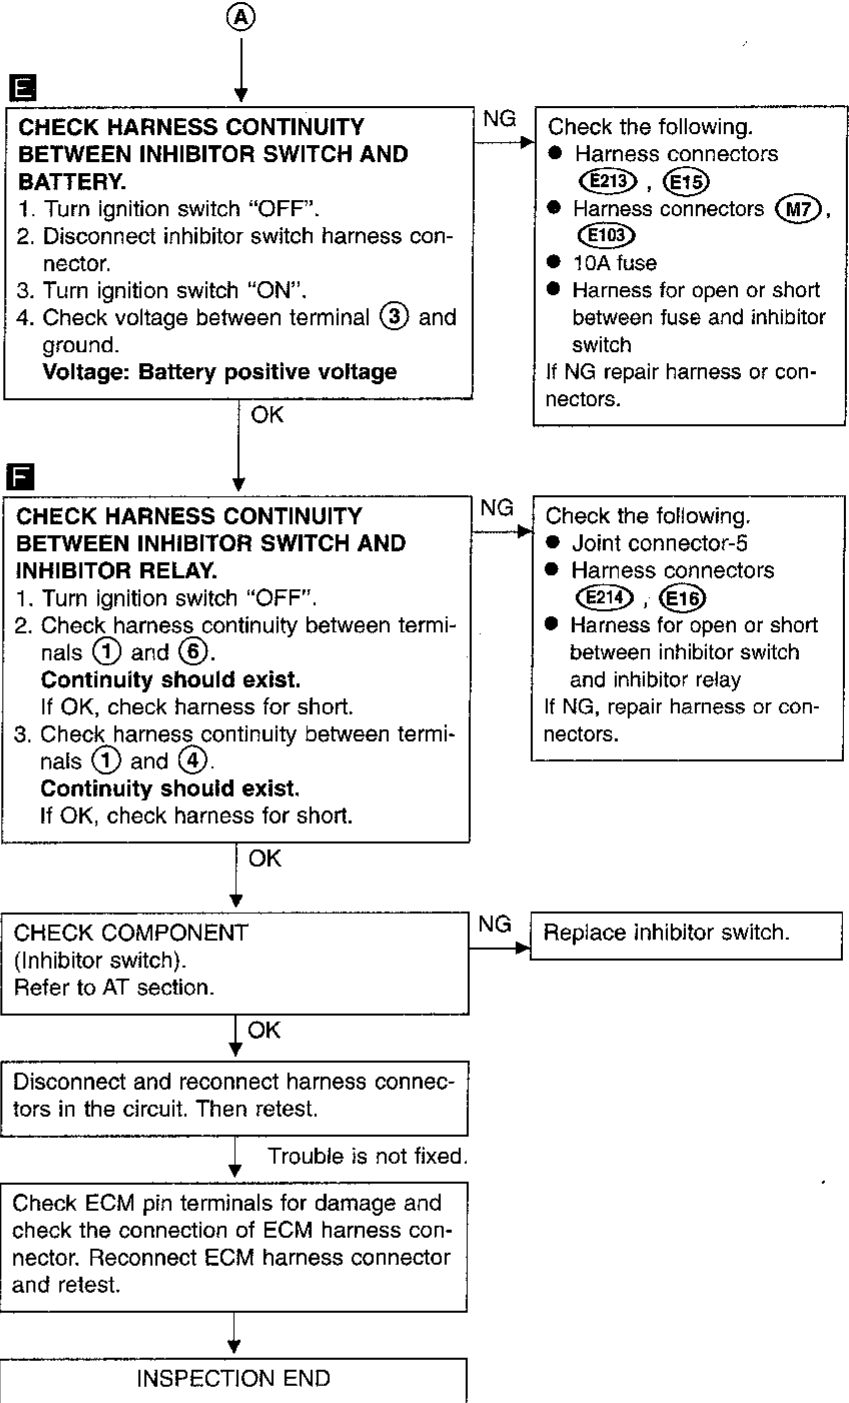 A
E
CHECK HARNESS CONTINUITY
BETWEEN INHIBITOR SWITCH AND
BATTERY.
1. Turn ignition switch “OFF”.
2. Disconnect inhibitor switch harness con-
nector.
3. Turn ignition switch “ON”.
4. Check voltage between terminal ③ and
ground.
Voltage: Battery positive voltage
NG
Check the following.
● Harness connectors
E213 , E15
● Harness connectors M7 ,
E103
● 10A fuse
● Harness for open or short
between fuse and inhibitor
switch
If NG repair harness or con-
nectors.
OK
F
CHECK HARNESS CONTINUITY
BETWEEN INHIBITOR SWITCH AND
INHIBITOR RELAY.
1. Turn ignition switch “OFF”.
2. Check harness continuity between termi-
nals ① and ⑥.
Continuity should exist.
If OK, check harness for short.
3. Check harness continuity between termi-
nals ① and ④.
Continuity should exist.
If OK, check harness for short.
NG
Check the following.
● Joint connector-5
● Harness connectors
E214 , E16
● Harness for open or short
between inhibitor switch
and inhibitor relay
If NG, repair harness or con-
nectors.
OK
CHECK COMPONENT
(Inhibitor switch).
Refer to AT section.
NG
Replace inhibitor switch.
OK
Disconnect and reconnect harness connec-
tors in the circuit. Then retest.
Trouble is not fixed.
Check ECM pin terminals for damage and
check the connection of ECM harness con-
nector. Reconnect ECM harness connector
and retest.
INSPECTION END